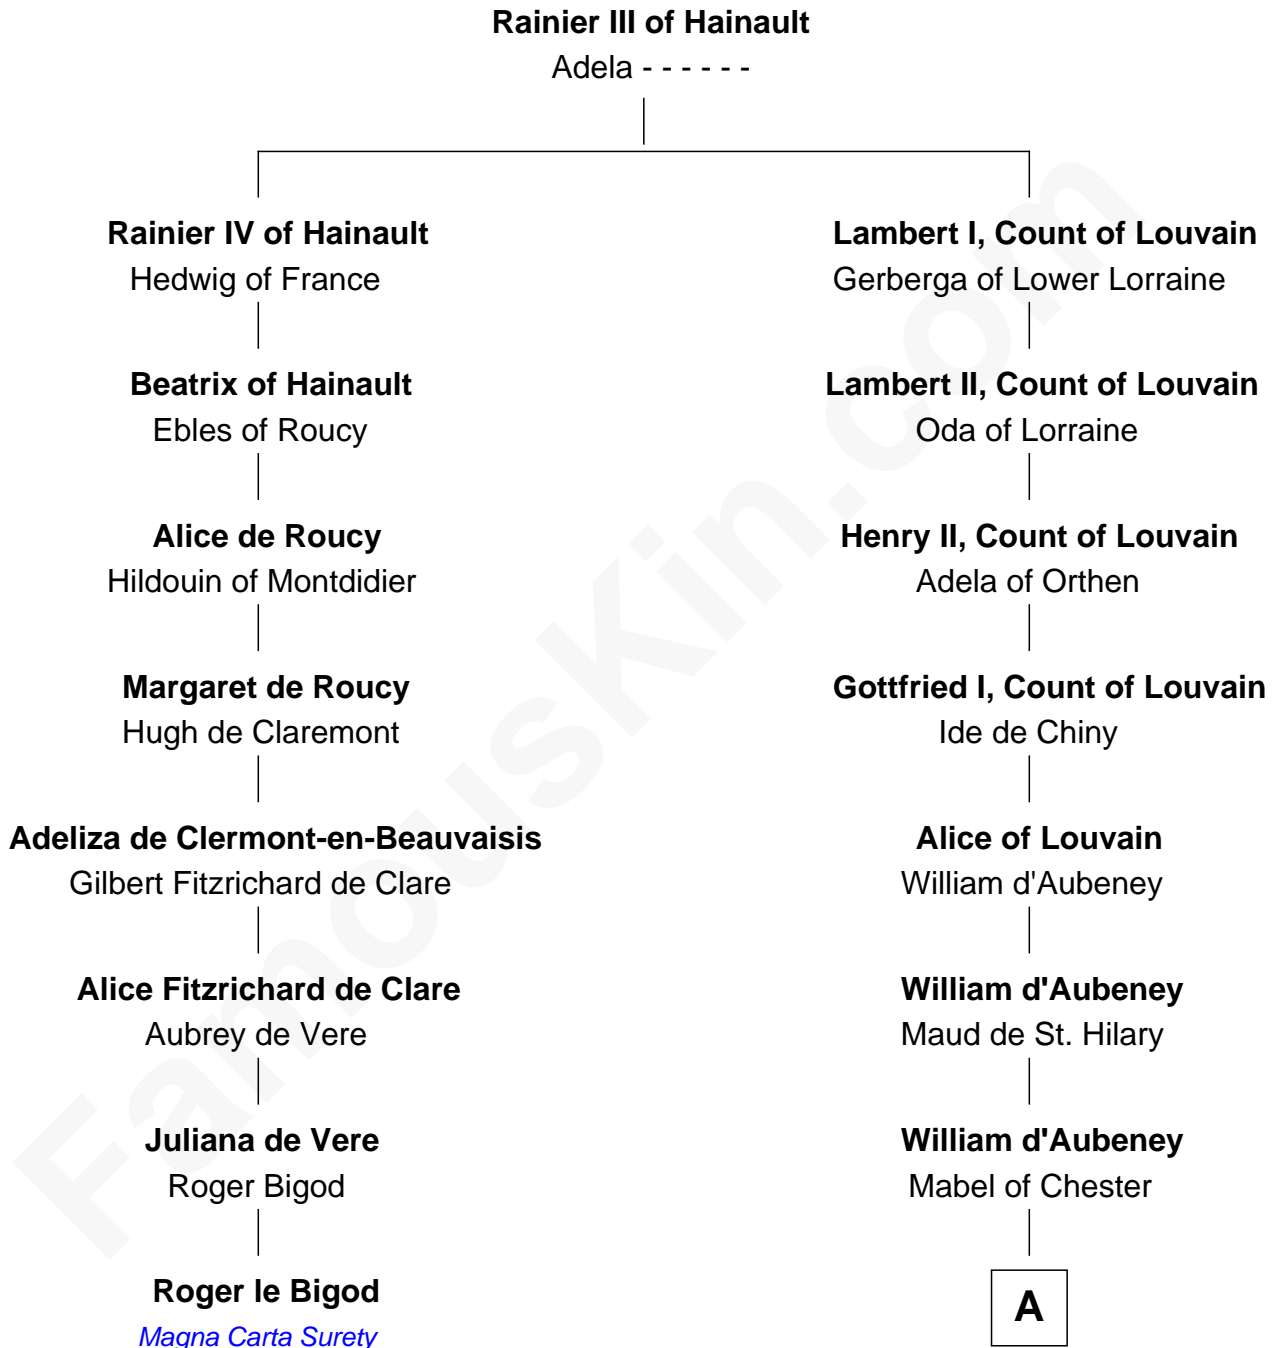 Rainier III of Hainault
Adela - - - - - -
Rainier IV of Hainault
Hedwig of France
Beatrix of Hainault
Ebles of Roucy
Alice de Roucy
Hildouin of Montdidier
Margaret de Roucy
Hugh de Claremont
Adeliza de Clermont-en-Beauvaisis
Gilbert Fitzrichard de Clare
Alice Fitzrichard de Clare
Aubrey de Vere
Juliana de Vere
Roger Bigod
Roger le Bigod
Magna Carta Surety
Lambert I, Count of Louvain
Gerberga of Lower Lorraine
Lambert II, Count of Louvain
Oda of Lorraine
Henry II, Count of Louvain
Adela of Orthen
Gottfried I, Count of Louvain
Ide de Chiny
Alice of Louvain
William d'Aubeney
William d'Aubeney
Maud de St. Hilary
William d'Aubeney
Mabel of Chester
A
FamousKin.com